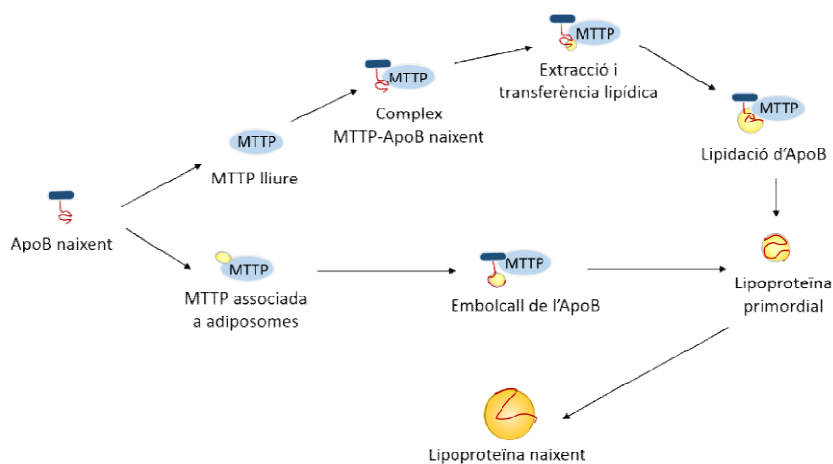 MTTP
Extracció i
transferència lipídica
MTTP
Complex
MTTP-ApoB naixent
MTTP
Lipidació d'ApoB
MTTP
MTTP lliure
ApoB naixent
MTTP
MTTP associada
a adiposomes
MTTP
Embolcall de l'ApoB
Lipoproteïna
primordial
Lipoproteïna naixent